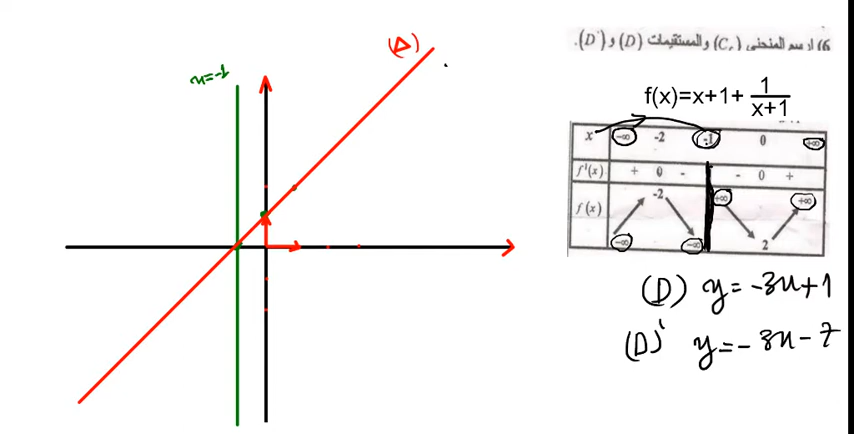 (Δ)
x=-1
6) ارسم المنحنى (Cf) والمستقيمات (D) و (D').
f(x)=x+1+ 1/(x+1)
x -∞ -2 -1 0 +∞
f'(x) + 0 - - 0 +
f(x) -∞ -2 -∞ +∞ 2 +∞
(D) y=-3x+1
(D)' y=-3x-7